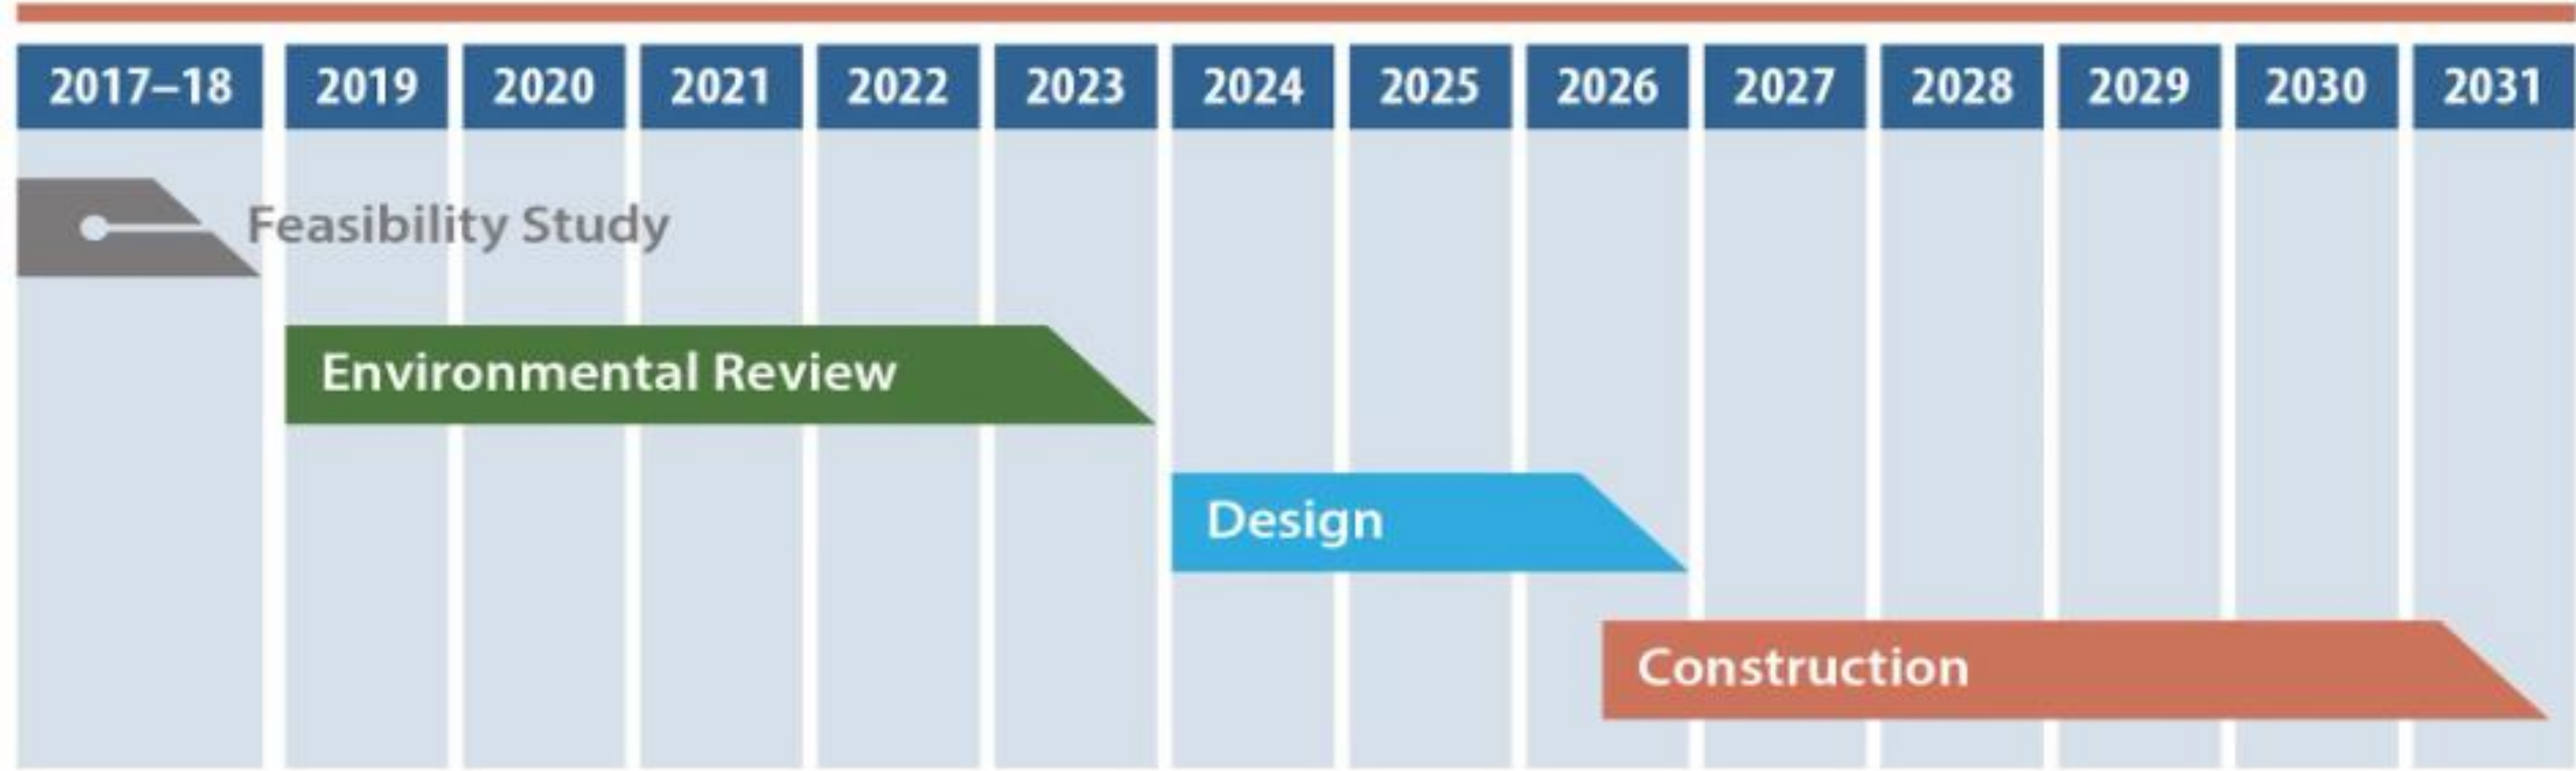 2017–18 2019 2020 2021 2022 2023 2024 2025 2026 2027 2028 2029 2030 2031
Feasibility Study
Environmental Review
Design
Construction